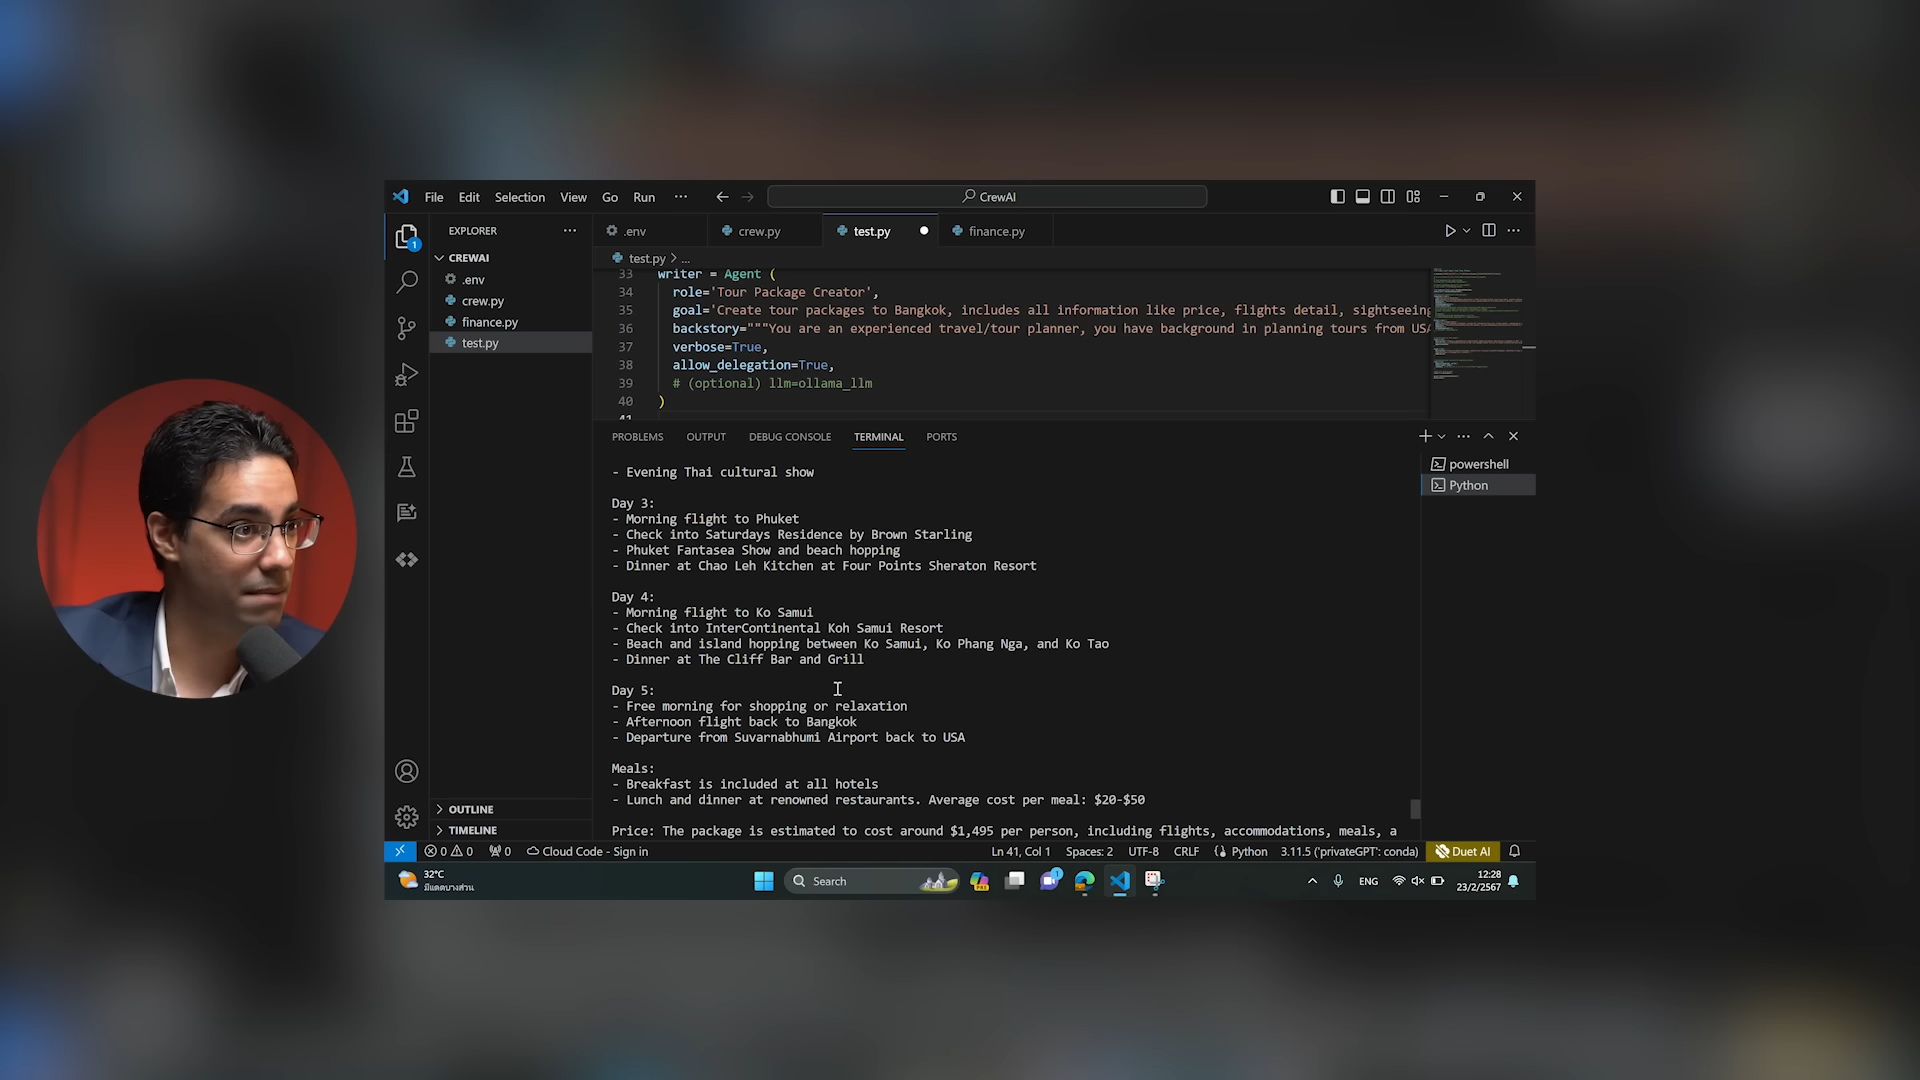 File Edit Selection View Go Run ··· CrewAI
EXPLORER ···
.env crew.py test.py finance.py
CREWAI
test.py > ...
.env
crew.py
finance.py
test.py
33 writer = Agent (
34 role='Tour Package Creator',
35 goal='Create tour packages to Bangkok, includes all information like price, flights detail, sightseeing
36 backstory="""You are an experienced travel/tour planner, you have background in planning tours from USA
37 verbose=True,
38 allow_delegation=True,
39 # (optional) llm=ollama_llm
40 )
41
PROBLEMS OUTPUT DEBUG CONSOLE TERMINAL PORTS
powershell
Python
- Evening Thai cultural show
Day 3:
- Morning flight to Phuket
- Check into Saturdays Residence by Brown Starling
- Phuket Fantasea Show and beach hopping
- Dinner at Chao Leh Kitchen at Four Points Sheraton Resort
Day 4:
- Morning flight to Ko Samui
- Check into InterContinental Koh Samui Resort
- Beach and island hopping between Ko Samui, Ko Phang Nga, and Ko Tao
- Dinner at The Cliff Bar and Grill
Day 5:
- Free morning for shopping or relaxation
- Afternoon flight back to Bangkok
- Departure from Suvarnabhumi Airport back to USA
Meals:
- Breakfast is included at all hotels
- Lunch and dinner at renowned restaurants. Average cost per meal: $20-$50
Price: The package is estimated to cost around $1,495 per person, including flights, accommodations, meals, a
OUTLINE
TIMELINE
0 0 0 Cloud Code - Sign in Ln 41, Col 1 Spaces: 2 UTF-8 CRLF Python 3.11.5 ('privateGPT': conda) Duet AI
32°C
มีแดดบางส่วน
Search
ENG
12:28
23/2/2567